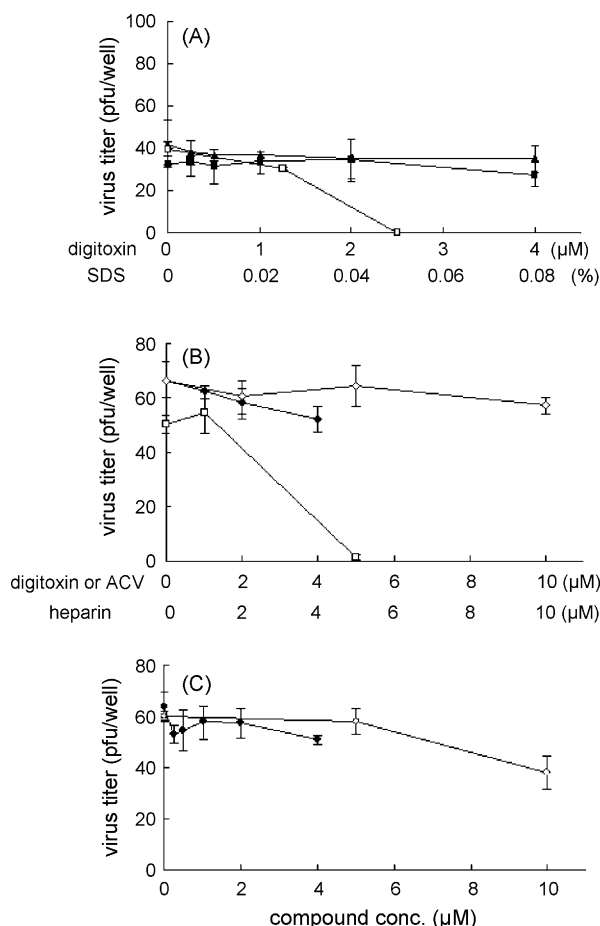 (A)
virus titer (pfu/well)
100
80
60
40
20
0
digitoxin 0 1 2 3 4 (μM)
SDS 0 0.02 0.04 0.06 0.08 (%)
(B)
virus titer (pfu/well)
80
60
40
20
0
digitoxin or ACV 0 2 4 6 8 10 (μM)
heparin 0 2 4 6 8 10 (μM)
(C)
virus titer (pfu/well)
80
60
40
20
0
0 2 4 6 8 10
compound conc. (μM)